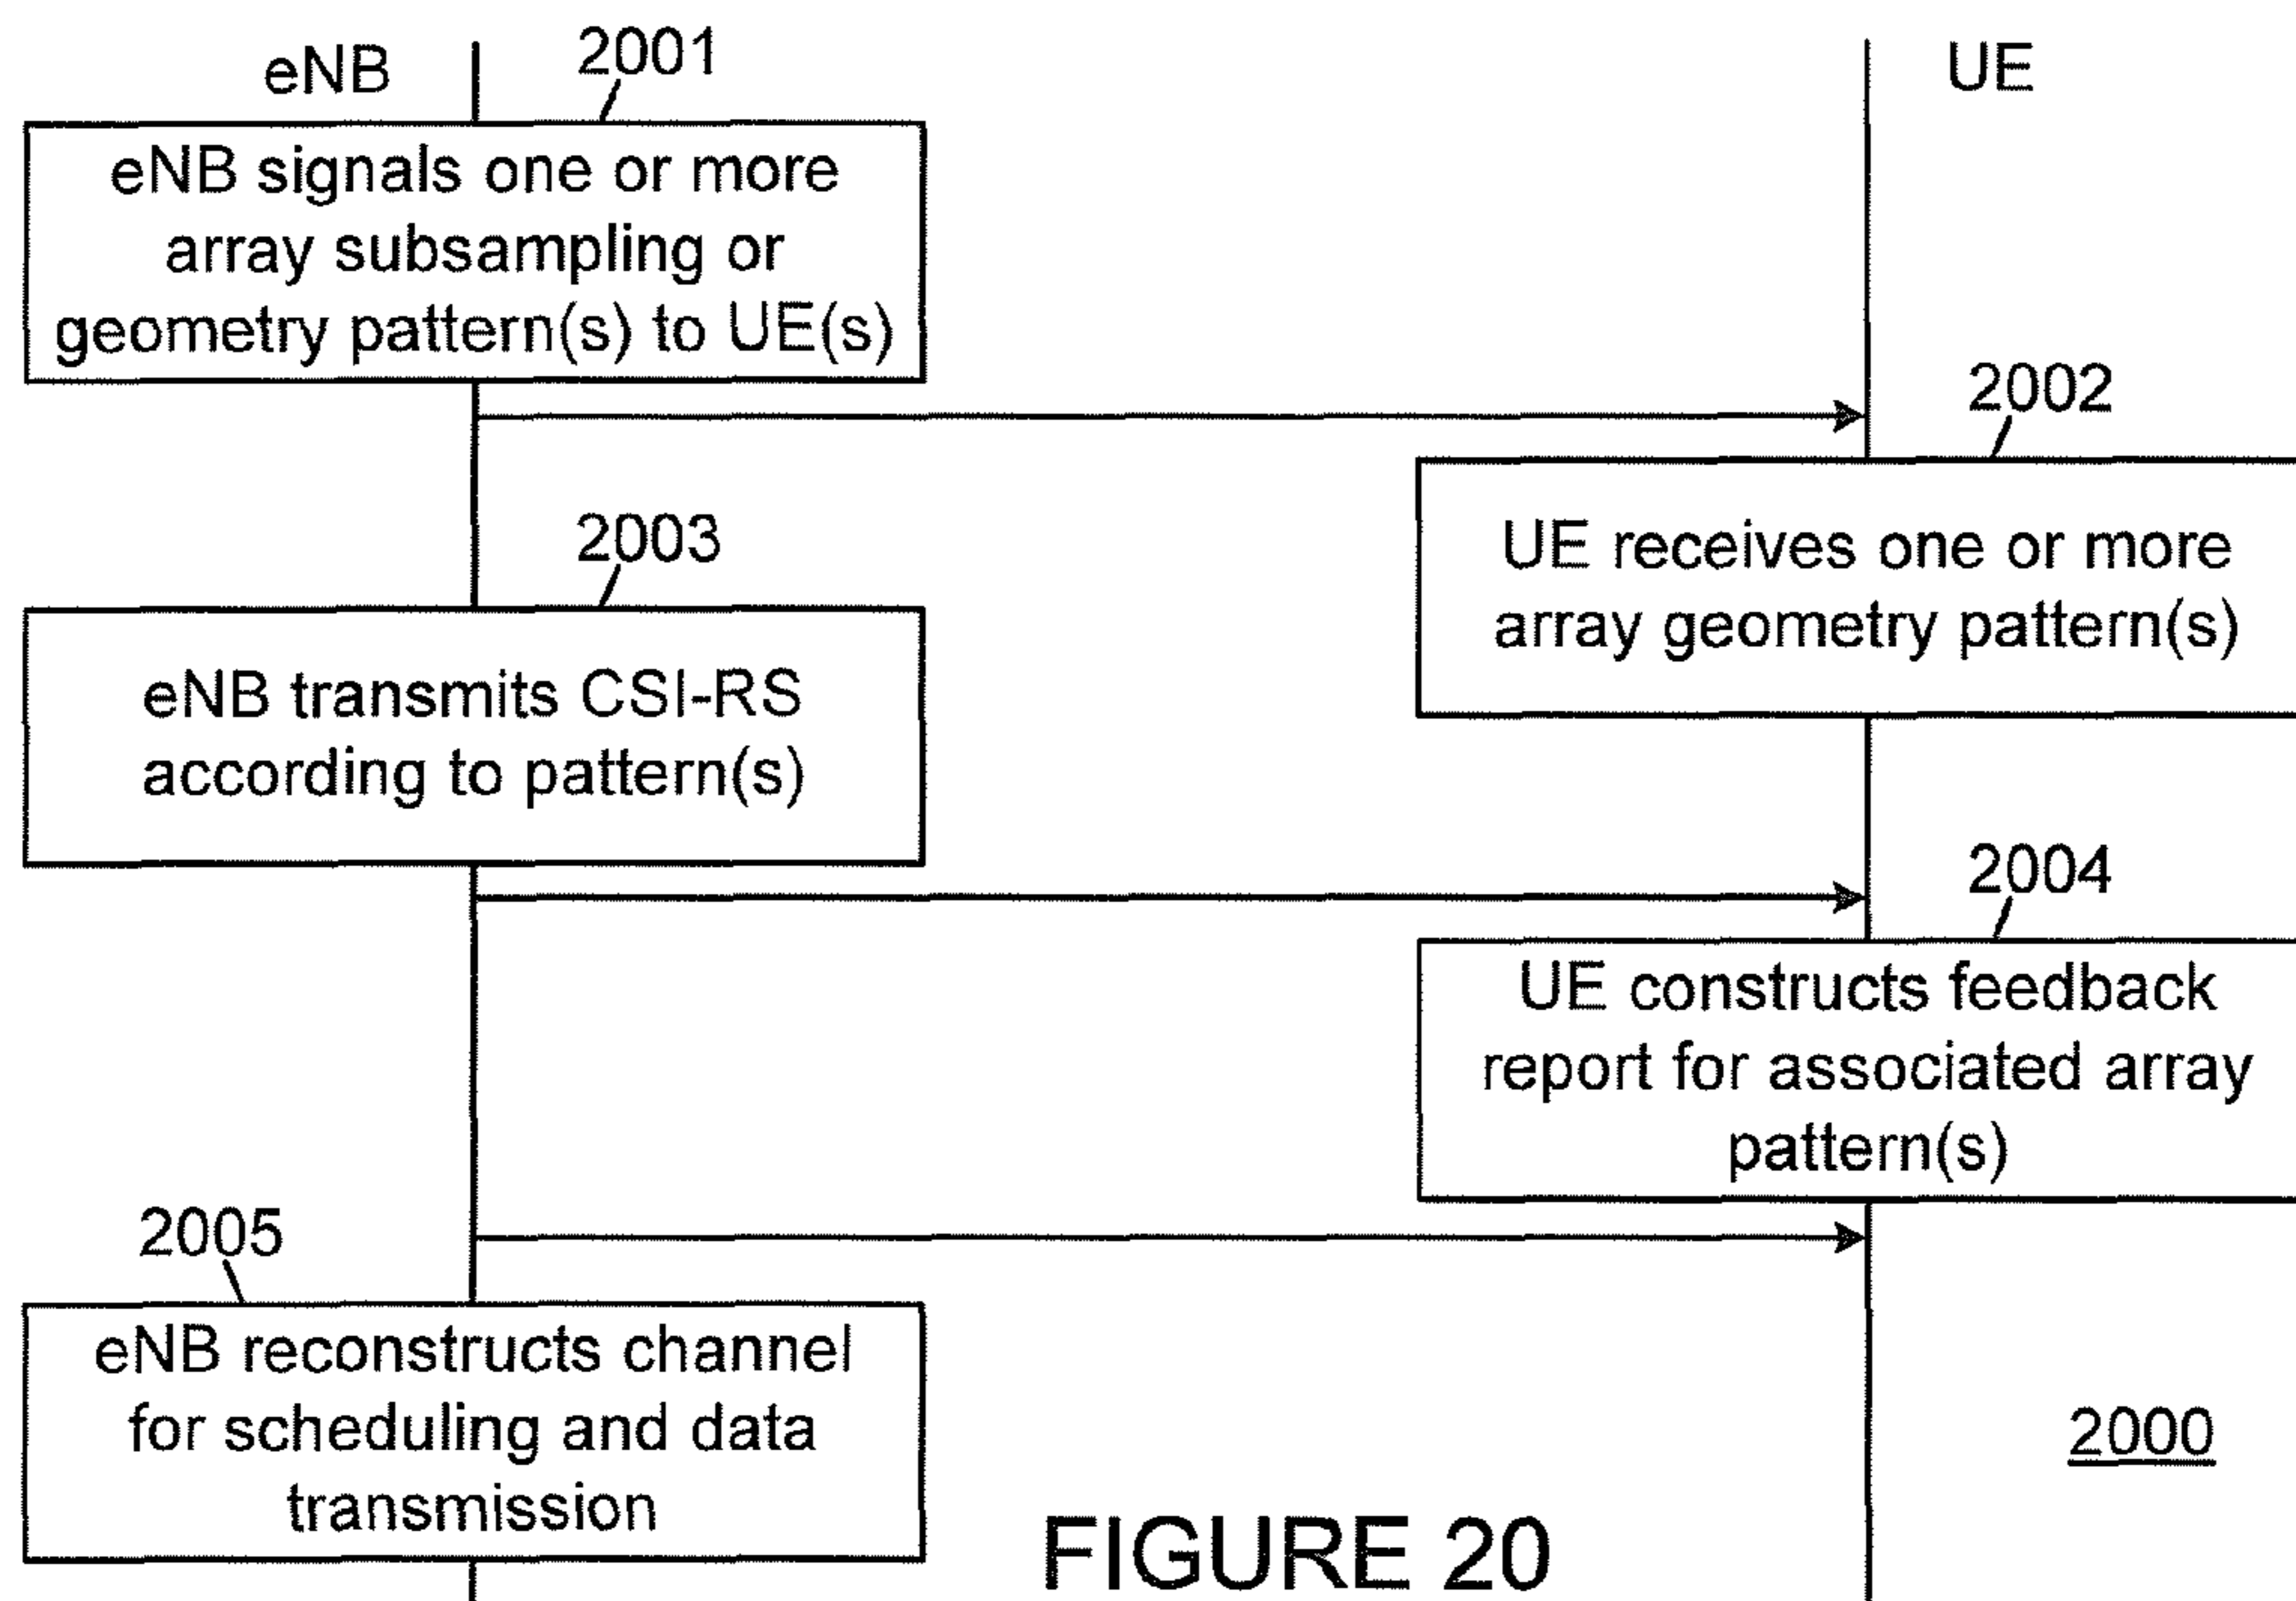 eNB
2001
UE
eNB signals one or more
array subsampling or
geometry pattern(s) to UE(s)
2002
UE receives one or more
array geometry pattern(s)
2003
eNB transmits CSI-RS
according to pattern(s)
2004
UE constructs feedback
report for associated array
pattern(s)
2005
eNB reconstructs channel
for scheduling and data
transmission
2000
FIGURE 20